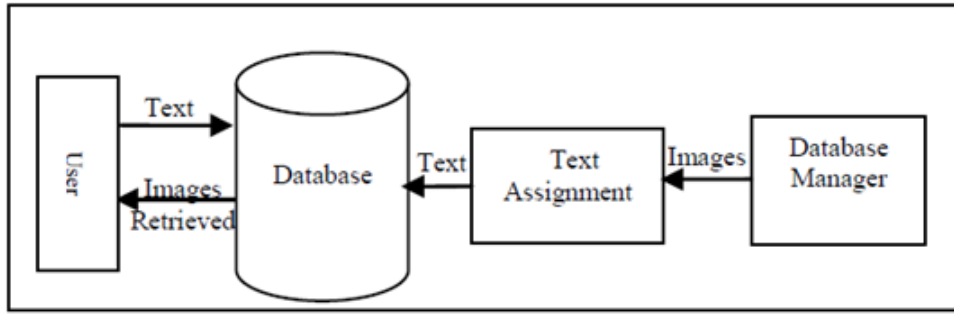 User
Text
Images
Retrieved
Database
Text
Text
Assignment
Images
Database
Manager